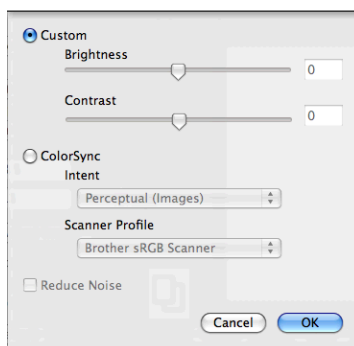 Custom
Brightness
0
Contrast
0
ColorSync
Intent
Perceptual (Images)
Scanner Profile
Brother sRGB Scanner
Reduce Noise
Cancel OK